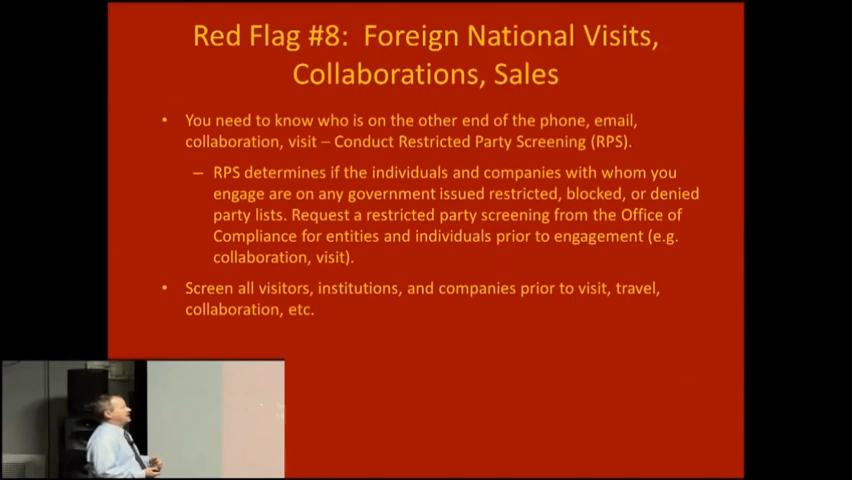 Red Flag #8:  Foreign National Visits,
Collaborations, Sales
• You need to know who is on the other end of the phone, email,
collaboration, visit – Conduct Restricted Party Screening (RPS).
– RPS determines if the individuals and companies with whom you
engage are on any government issued restricted, blocked, or denied
party lists. Request a restricted party screening from the Office of
Compliance for entities and individuals prior to engagement (e.g.
collaboration, visit).
• Screen all visitors, institutions, and companies prior to visit, travel,
collaboration, etc.